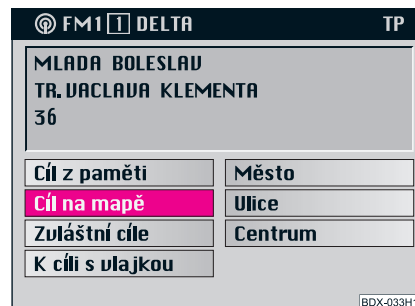 FM1 1 DELTA TP
MLADA BOLESLAV
TR. VACLAVA KLEMENTA
36
Cíl z paměti Město
Cíl na mapě Ulice
Zvláštní cíle Centrum
K cíli s vlajkou
BDX-033H